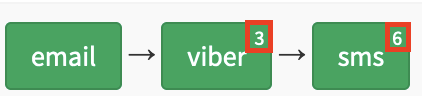 email → viber 3 → sms 6